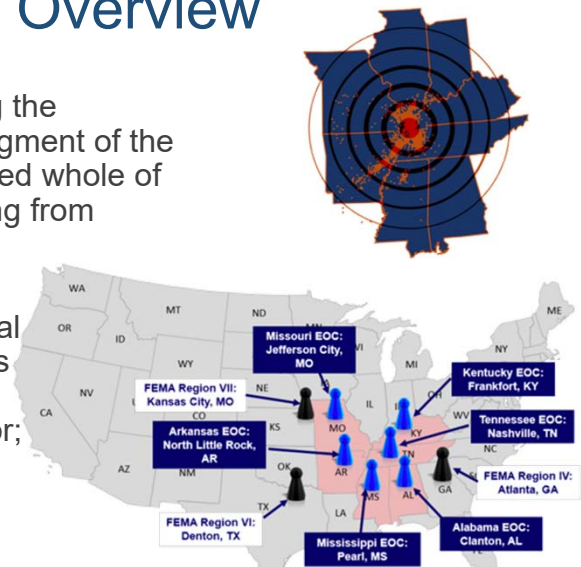 Overview
g the
gment of the
ed whole of
ng from
al
s
or;
WA
OR
CA
NV
ID
MT
WY
AZ
NM
CO
ND
NE
KS
OK
TX
MO
AR
LA
MS
AL
TN
KY
IL
MI
OH
WV
NC
GA
NY
ME
Missouri EOC:
Jefferson City,
MO
FEMA Region VII:
Kansas City, MO
Arkansas EOC:
North Little Rock,
AR
FEMA Region VI:
Denton, TX
Mississippi EOC:
Pearl, MS
Kentucky EOC:
Frankfort, KY
Tennessee EOC:
Nashville, TN
FEMA Region IV:
Atlanta, GA
Alabama EOC:
Clanton, AL